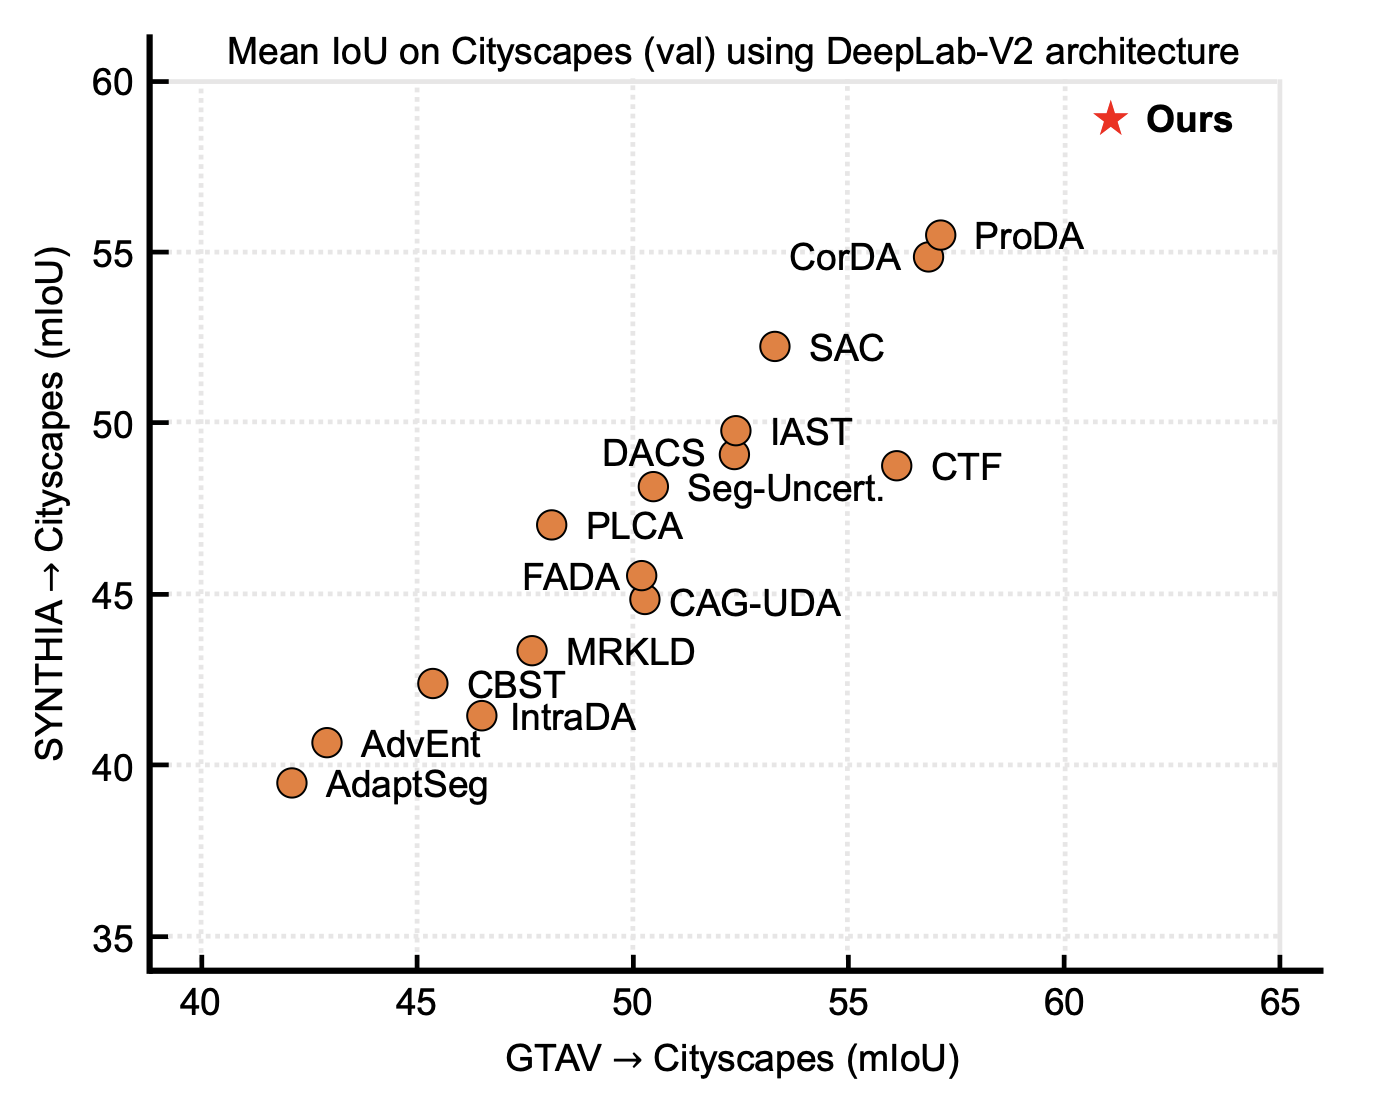 Mean IoU on Cityscapes (val) using DeepLab-V2 architecture
60
Ours
ProDA
55
CorDA
SAC
50
IAST
DACS
CTF
Seg-Uncert.
PLCA
FADA
45
CAG-UDA
MRKLD
CBST
IntraDA
AdvEnt
40
AdaptSeg
35
SYNTHIA → Cityscapes (mIoU)
40 45 50 55 60 65
GTAV → Cityscapes (mIoU)